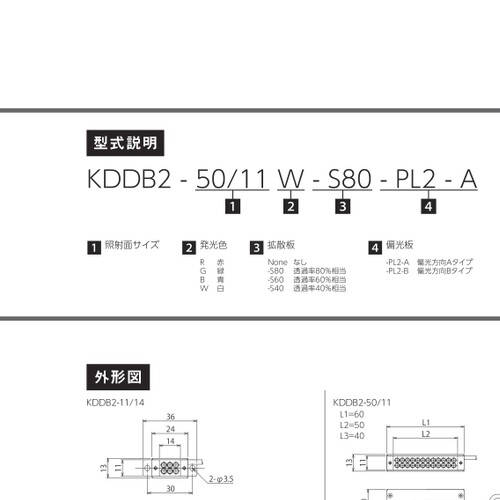 型式説明
KDDB2 - 50/11 W - S80 - PL2 - A
1 2 3 4
1 照射面サイズ
2 発光色
R 赤
G 緑
B 青
W 白
3 拡散板
None なし
-S80 透過率80%相当
-S60 透過率60%相当
-S40 透過率40%相当
4 偏光板
-PL2-A 偏光方向Aタイプ
-PL2-B 偏光方向Bタイプ
外形図
KDDB2-11/14
36
24
14
13
11
2-φ3.5
30
KDDB2-50/11
L1=60
L2=50
L3=40
L1
L2
13
11